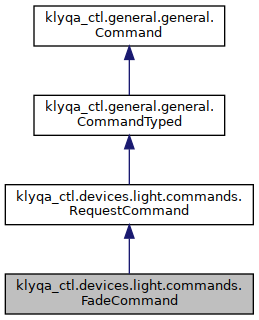 klyqa_ctl.general.general.
Command
klyqa_ctl.general.general.
CommandTyped
klyqa_ctl.devices.light.commands.
RequestCommand
klyqa_ctl.devices.light.commands.
FadeCommand